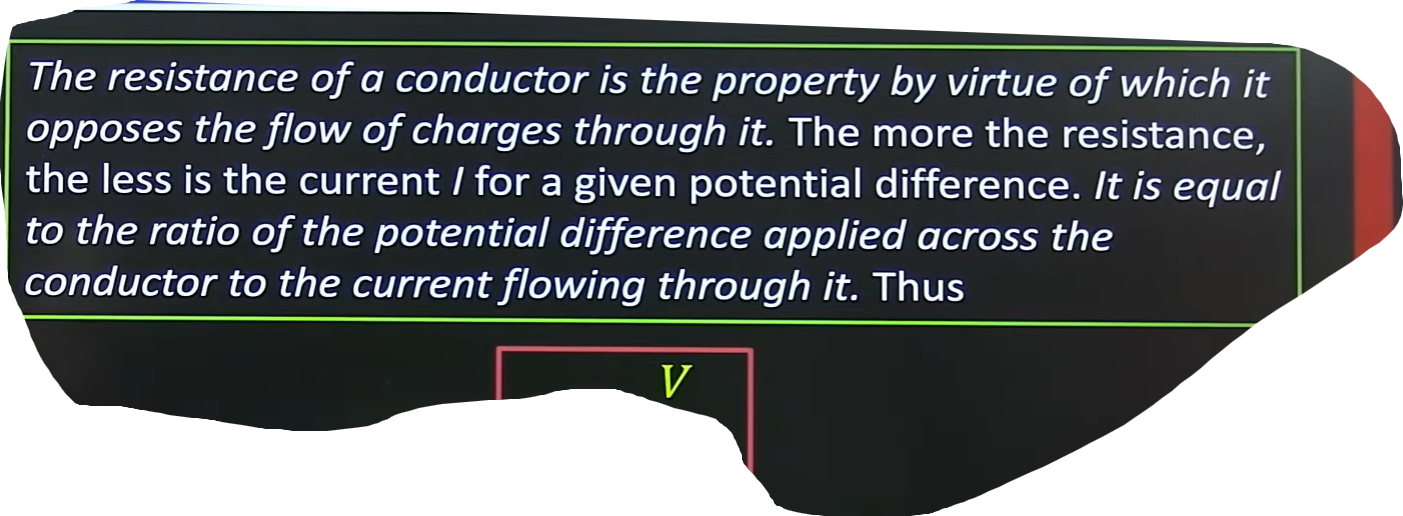 The resistance of a conductor is the property by virtue of which it
opposes the flow of charges through it. The more the resistance,
the less is the current I for a given potential difference. It is equal
to the ratio of the potential difference applied across the
conductor to the current flowing through it. Thus
V